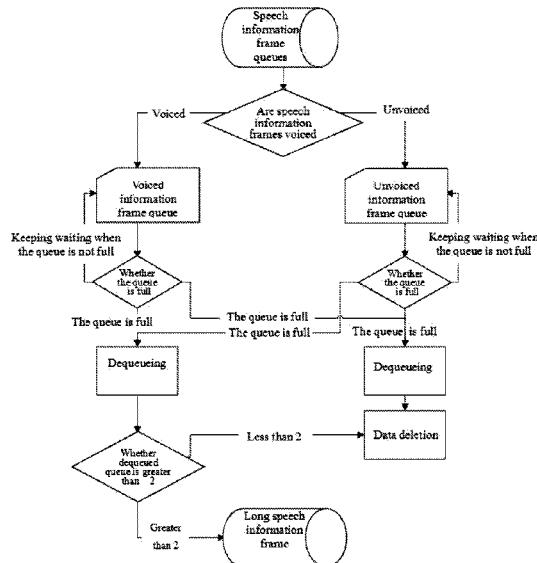 Speech
information
frame
queues
Voiced
Are speech
information
frames voiced
Unvoiced
Voiced
information
frame queue
Unvoiced
information
frame queue
Keeping waiting when
the queue is not full
Whether
the queue
is full
Whether
the queue
is full
Keeping waiting when
the queue is not full
The queue is full
The queue is full
The queue is full
The queue is full
Dequeueing
Dequeueing
Whether
dequeued
queue is greater
than 2
Less than 2
Data deletion
Greater
than 2
Long speech
information
frame